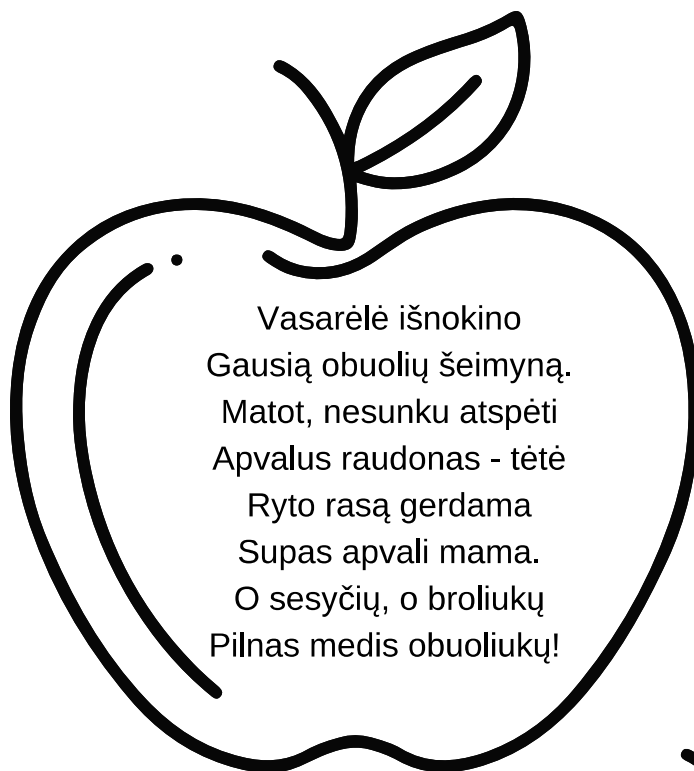 Vasarėlė išnokino
Gausią obuolių šeimyną.
Matot, nesunku atspėti
Apvalus raudonas - tėtė
Ryto rasą gerdama
Supas apvali mama.
O sesyčių, o broliukų
Pilnas medis obuoliukų!